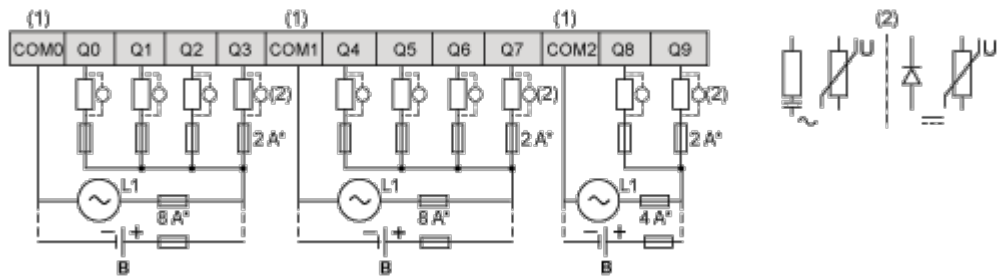 (1) (1) (1) (2)
COM0 Q0 Q1 Q2 Q3 COM1 Q4 Q5 Q6 Q7 COM2 Q8 Q9
U U
(2) (2) (2)
2 A* 2 A* 2 A*
L1 L1 L1
8 A* 8 A* 4 A*
− + − + − +
B B B